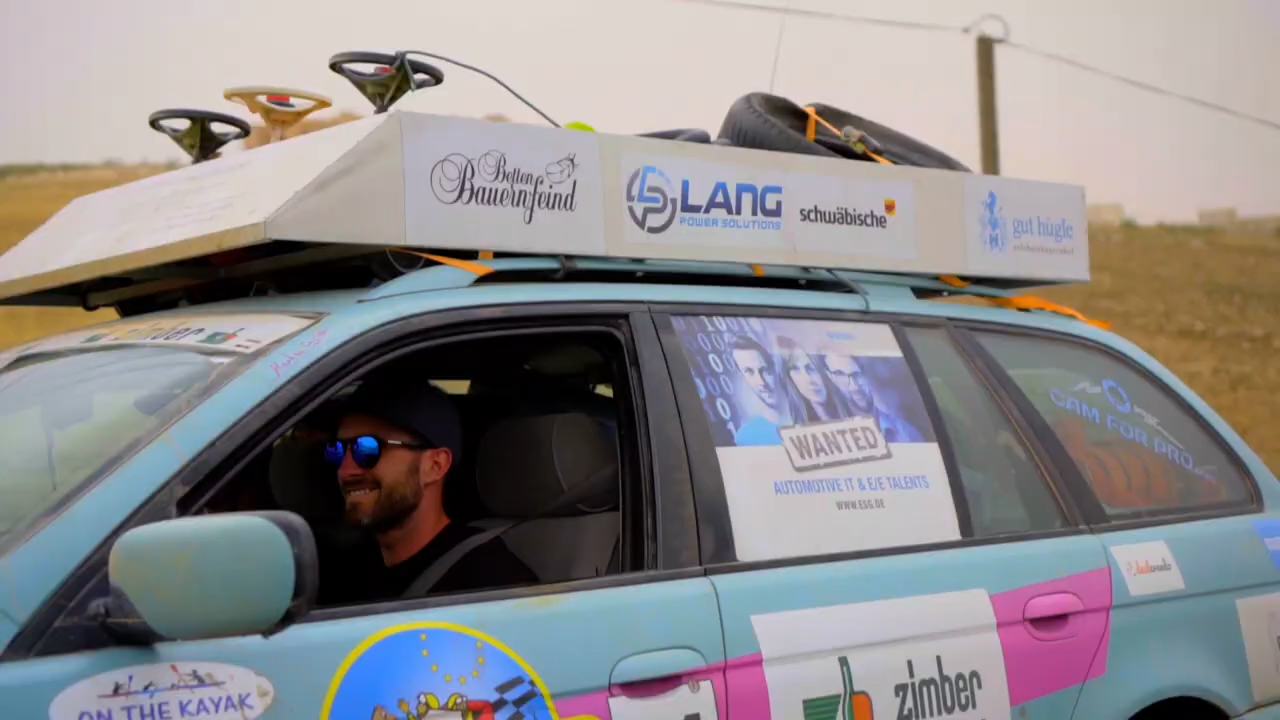 Betten
Bauernfeind
LANG
POWER SOLUTIONS
schwäbische
gut hügle
WANTED
AUTOMOTIVE IT & E/E TALENTS
WWW.ESG.DE
CAM FOR PRO
zimber
ON THE KAYAK